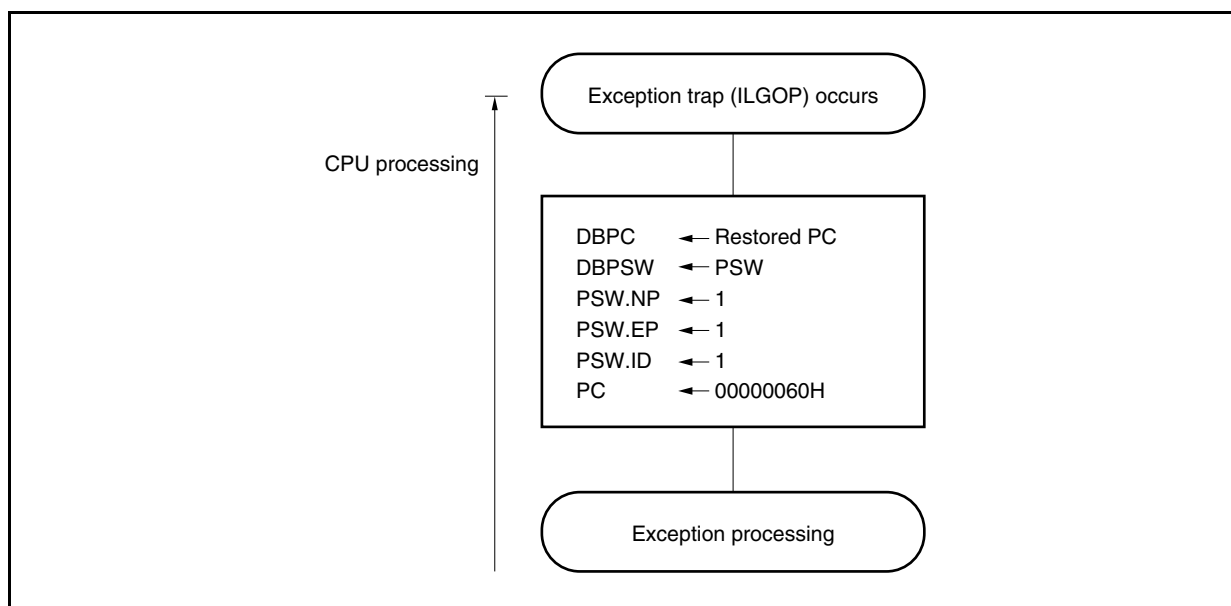 Exception trap (ILGOP) occurs
CPU processing
DBPC ← Restored PC
DBPSW ← PSW
PSW.NP ← 1
PSW.EP ← 1
PSW.ID ← 1
PC ← 00000060H
Exception processing